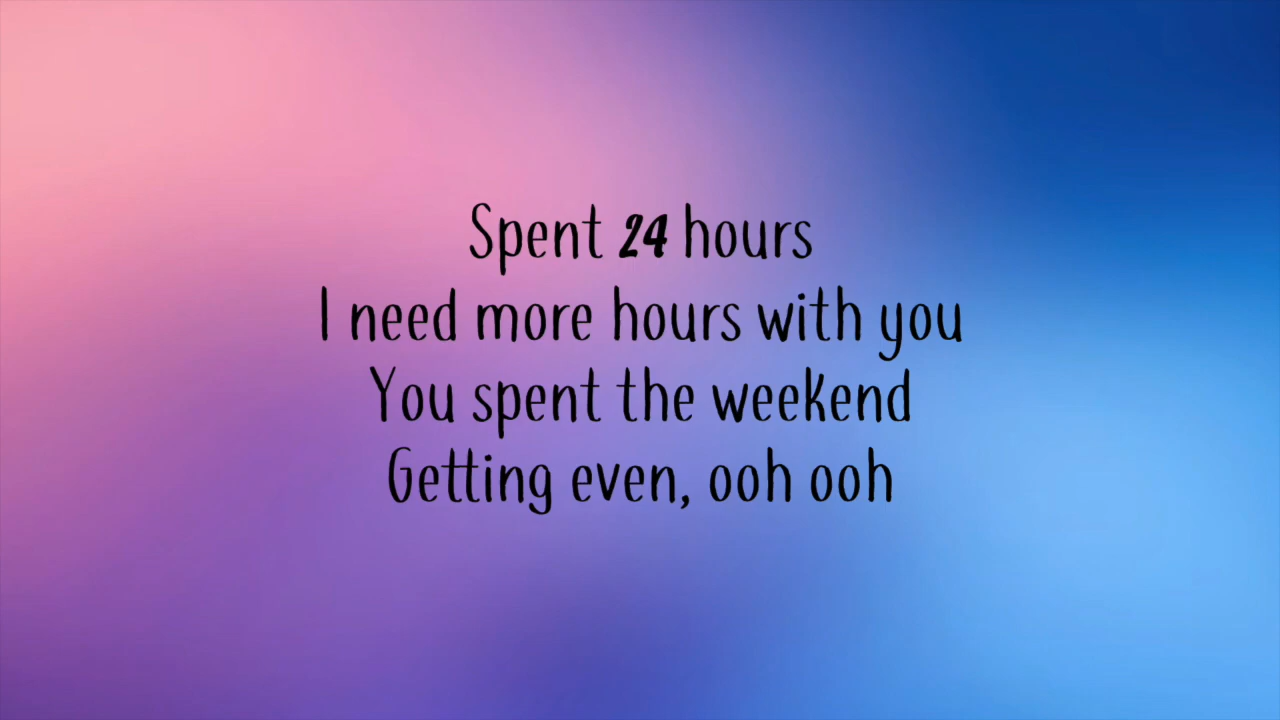 Spent 24 hours
I need more hours with you
You spent the weekend
Getting even, ooh ooh